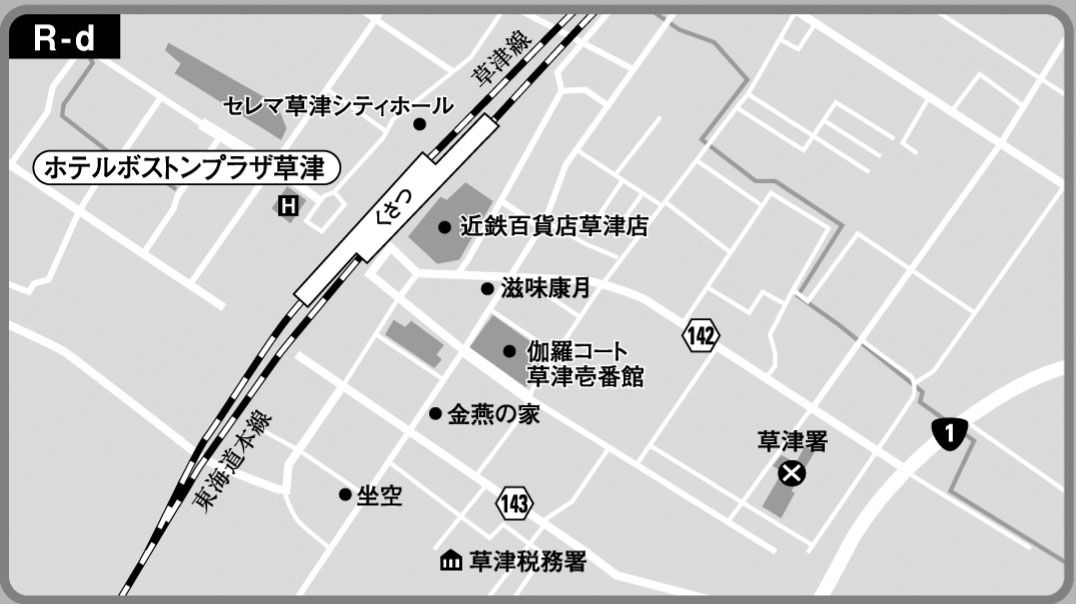 R-d
草津線
セレマ草津シティホール
ホテルボストンプラザ草津
H
くさつ
近鉄百貨店草津店
滋味康月
142
伽羅コート
草津壱番館
金燕の家
草津署
1
東海道本線
坐空
143
草津税務署